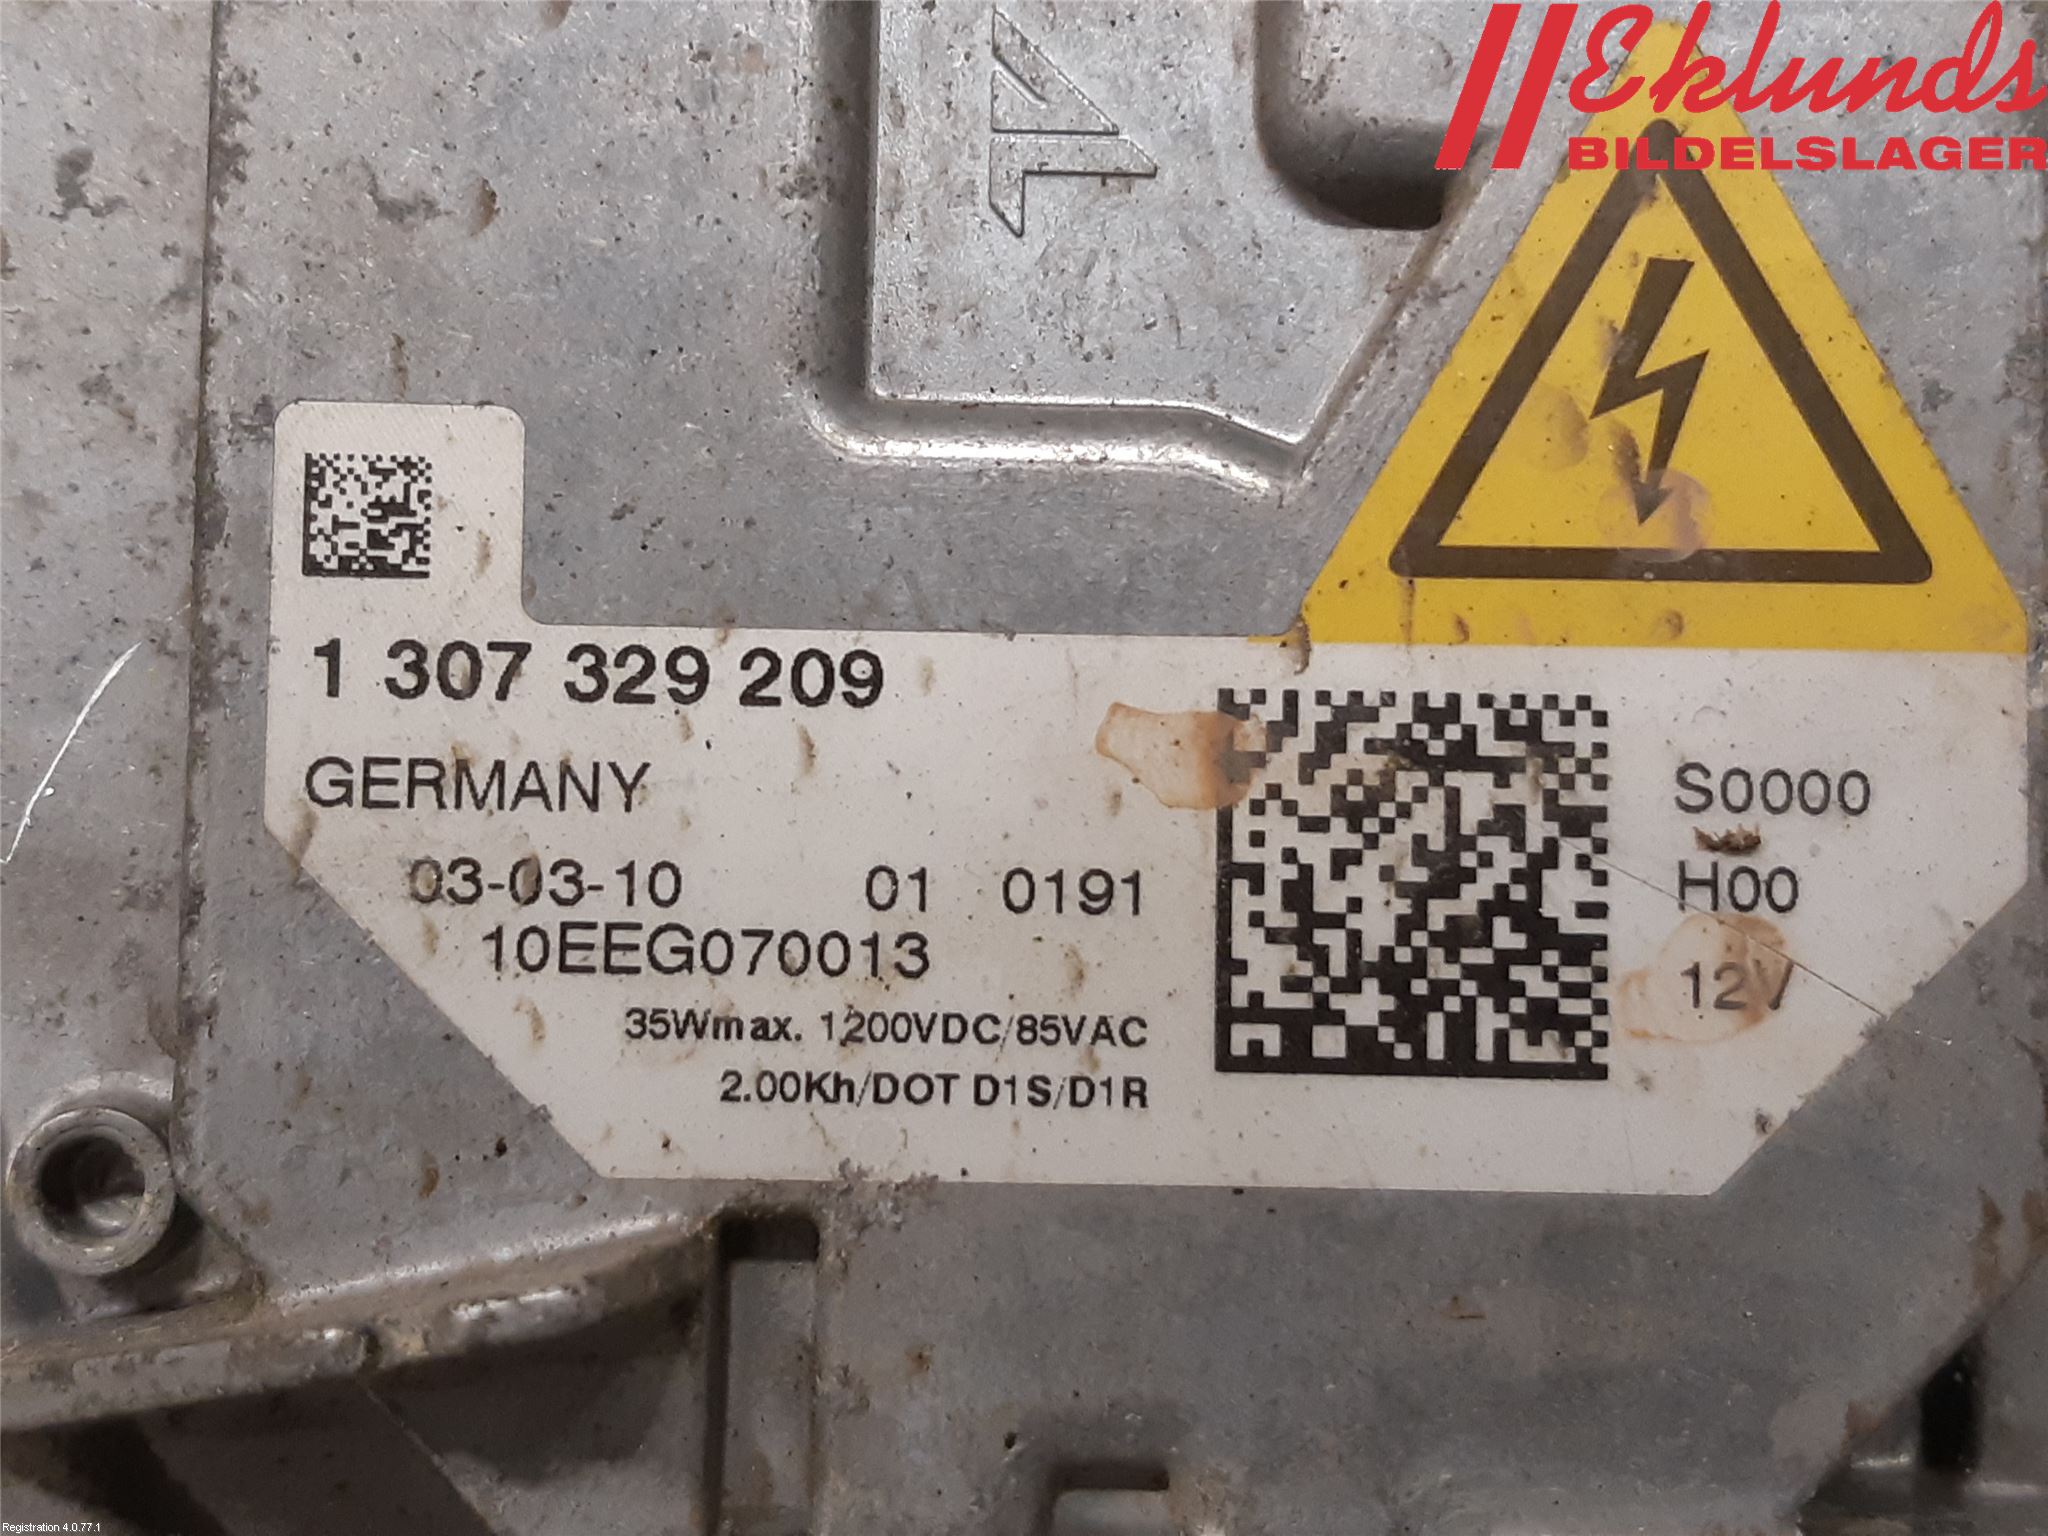 Eklunds
BILDELSLAGER
AL
1 307 329 209
GERMANY
03-03-10 01 0191
10EEG070013
35Wmax. 1200VDC/85VAC
2.00Kh/DOT D1S/D1R
S0000
H00
12V
Registration 4.0.77.1